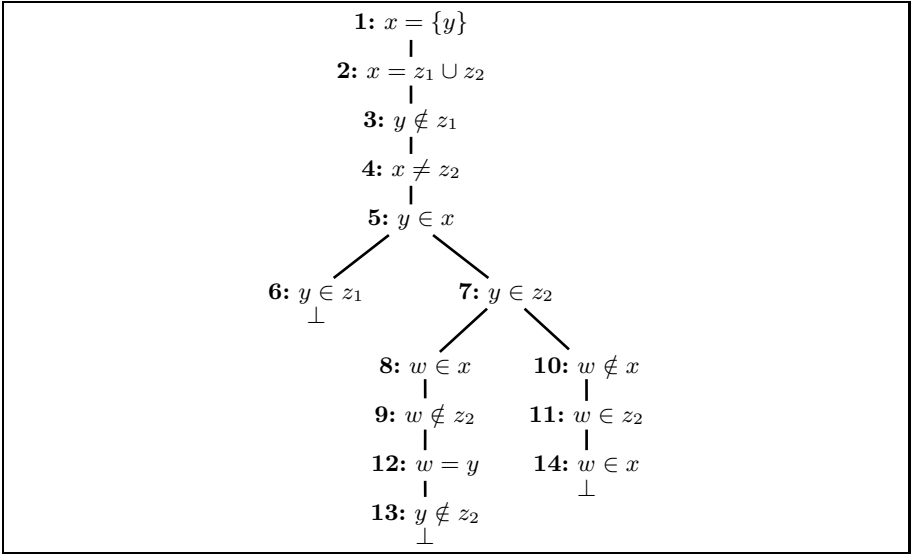 1: x = {y}
2: x = z₁ ∪ z₂
3: y ∉ z₁
4: x ≠ z₂
5: y ∈ x
6: y ∈ z₁ 7: y ∈ z₂
⊥
8: w ∈ x 10: w ∉ x
9: w ∉ z₂ 11: w ∈ z₂
12: w = y 14: w ∈ x
⊥
13: y ∉ z₂
⊥